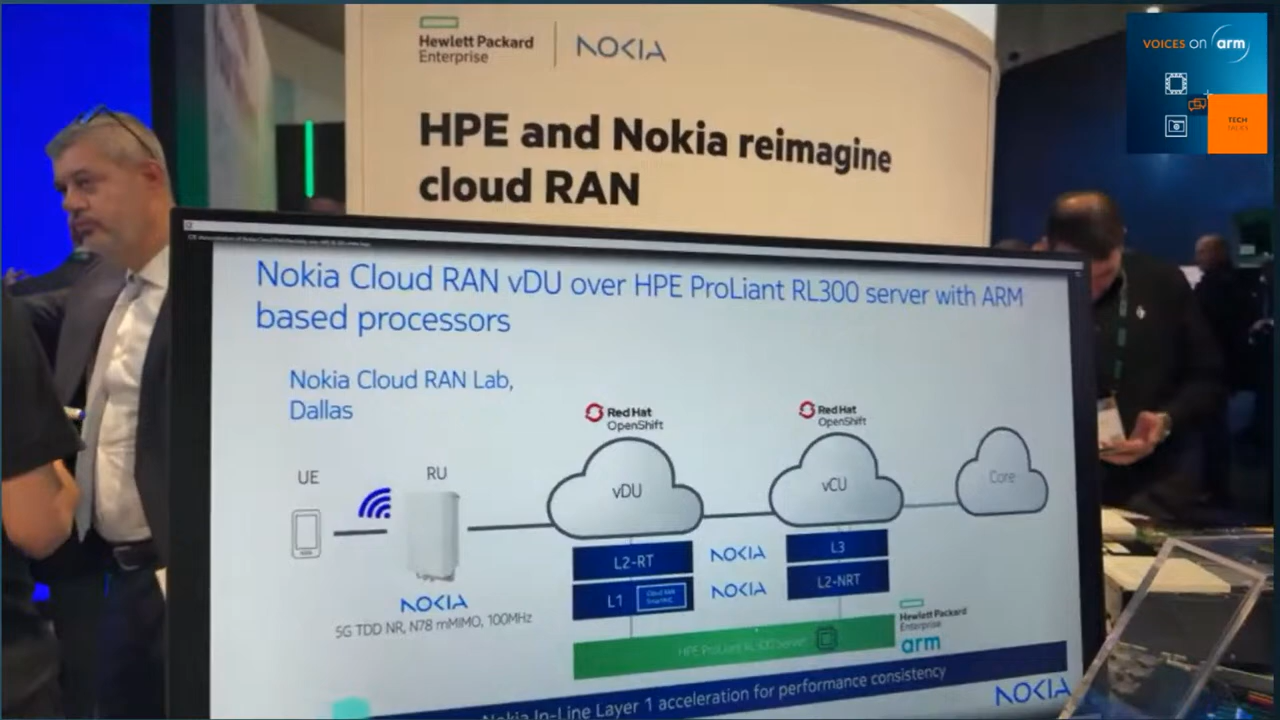 Hewlett Packard
Enterprise
NOKIA
VOICES on arm
TECH
TALKS
HPE and Nokia reimagine
cloud RAN
Nokia Cloud RAN vDU over HPE ProLiant RL300 server with ARM
based processors
Nokia Cloud RAN Lab,
Dallas
Red Hat
OpenShift
Red Hat
OpenShift
UE
RU
vDU
vCU
Core
L2-RT
NOKIA
L3
L1
Cloud RAN
SmartNIC
NOKIA
L2-NRT
NOKIA
5G TDD NR, N78 mMIMO, 100MHz
HPE ProLiant RL300 server
Hewlett Packard
Enterprise
arm
Nokia In-Line Layer 1 acceleration for performance consistency
NOKIA